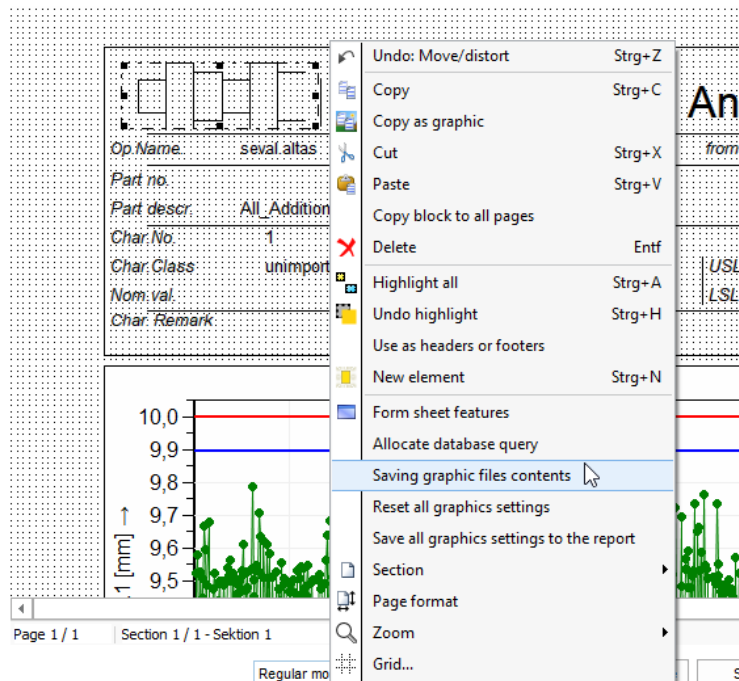 Undo: Move/distort Strg+Z
Copy Strg+C
Copy as graphic
Cut Strg+X
Paste Strg+V
Copy block to all pages
Delete Entf
Highlight all Strg+A
Undo highlight Strg+H
Use as headers or footers
New element Strg+N
Form sheet features
Allocate database query
Saving graphic files contents
Reset all graphics settings
Save all graphics settings to the report
Section
Page format
Zoom
Grid...
An
Op.Name. seval.altas from
Part no.
Part descr. All_Addition
Char.No. 1
Char.Class unimport USL
Nom.val. LSL
Char. Remark
10,0
9,9
9,8
9,7
9,6
9,5
1 [mm] →
Page 1 / 1 Section 1 / 1 - Sektion 1
Regular mo S